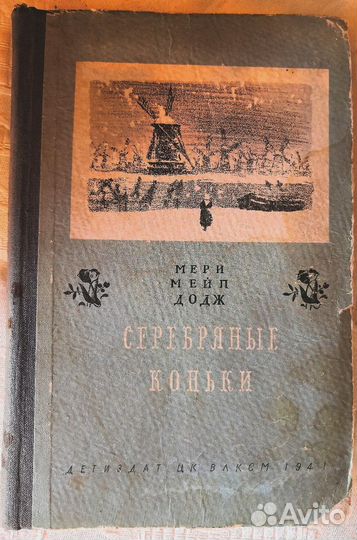 МЕРИ
МЕЙП
ДОДЖ
СЕРЕБРЯНЫЕ
КОНЬКИ
ДЕТИЗДАТ ЦК ВЛКСМ 1941
Avito